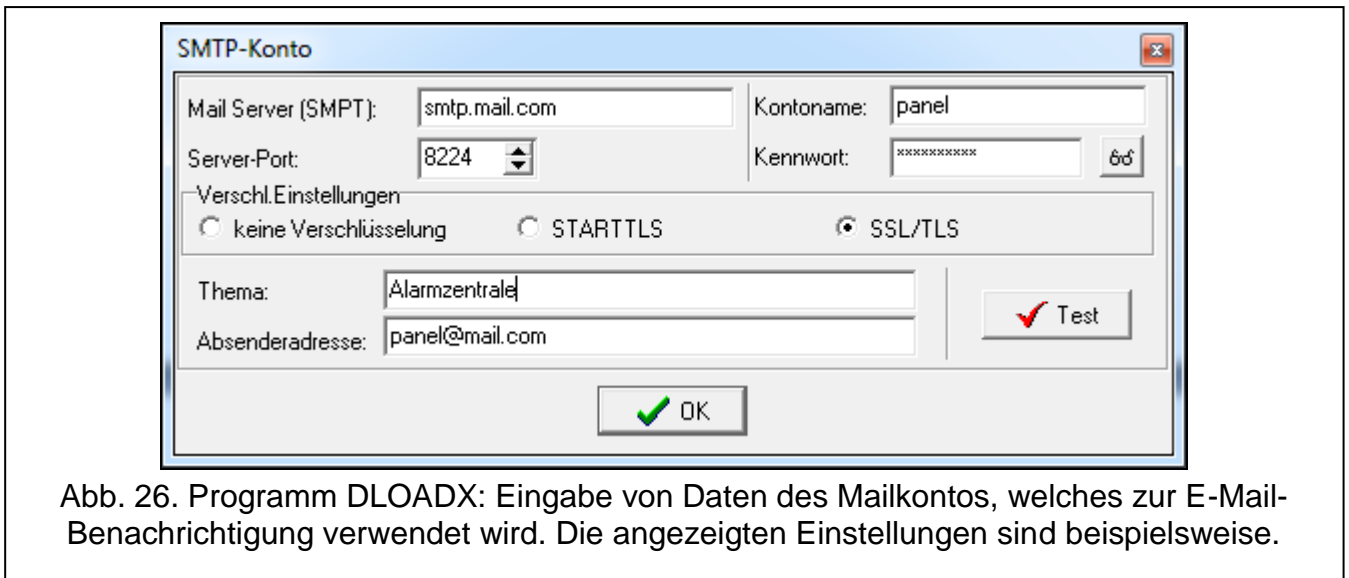 SMTP-Konto
Mail Server (SMPT): smtp.mail.com Kontoname: panel
Server-Port: 8224 Kennwort: **********
Verschl.Einstellungen
keine Verschlüsselung STARTTLS SSL/TLS
Thema: Alarmzentrale
Test
Absenderadresse: panel@mail.com
OK
Abb. 26. Programm DLOADX: Eingabe von Daten des Mailkontos, welches zur E-Mail-
Benachrichtigung verwendet wird. Die angezeigten Einstellungen sind beispielsweise.